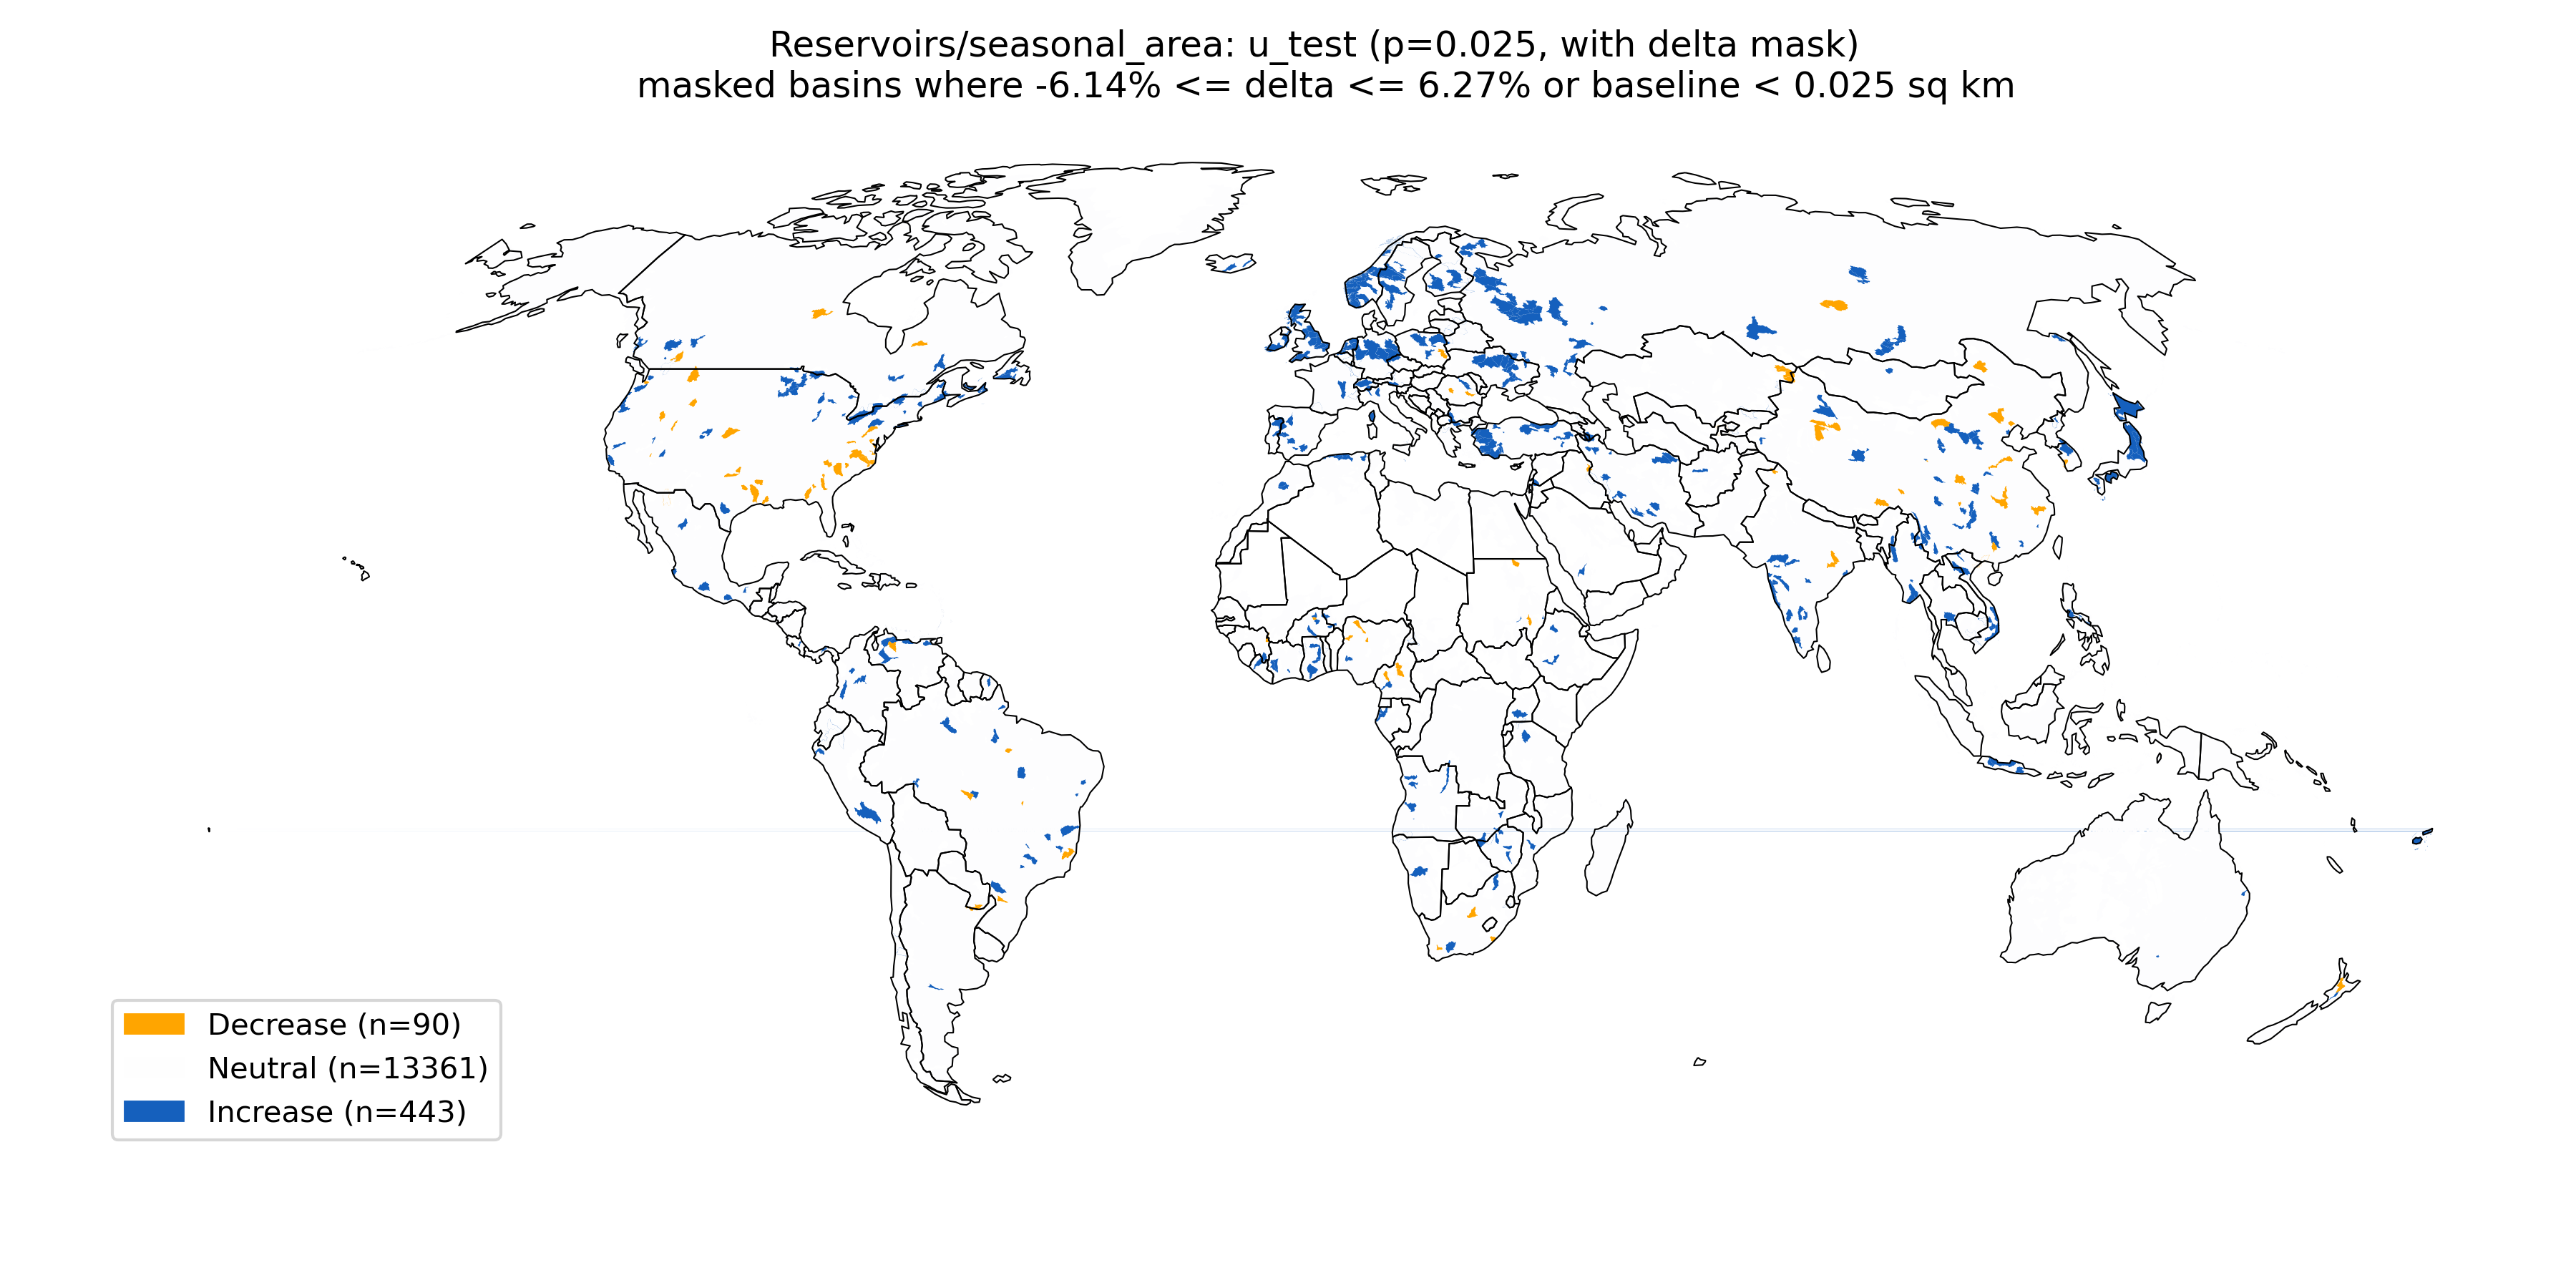 Reservoirs/seasonal_area: u_test (p=0.025, with delta mask)
masked basins where -6.14% <= delta <= 6.27% or baseline < 0.025 sq km
Decrease (n=90)
Neutral (n=13361)
Increase (n=443)